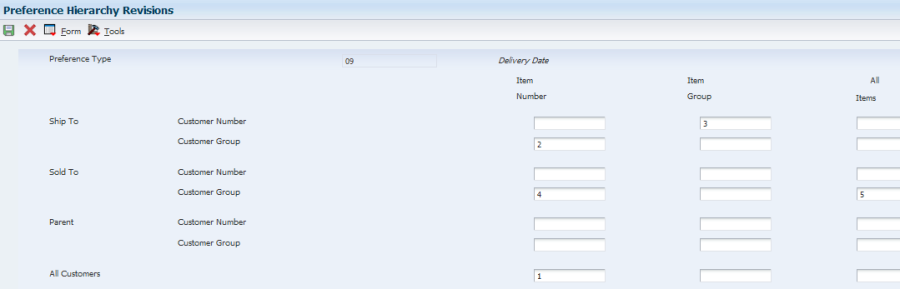 Preference Hierarchy Revisions
Form Tools
Preference Type 09 Delivery Date
Item Item All
Number Group Items
Ship To Customer Number 3
Customer Group 2
Sold To Customer Number
Customer Group 4 5
Parent Customer Number
Customer Group
All Customers 1